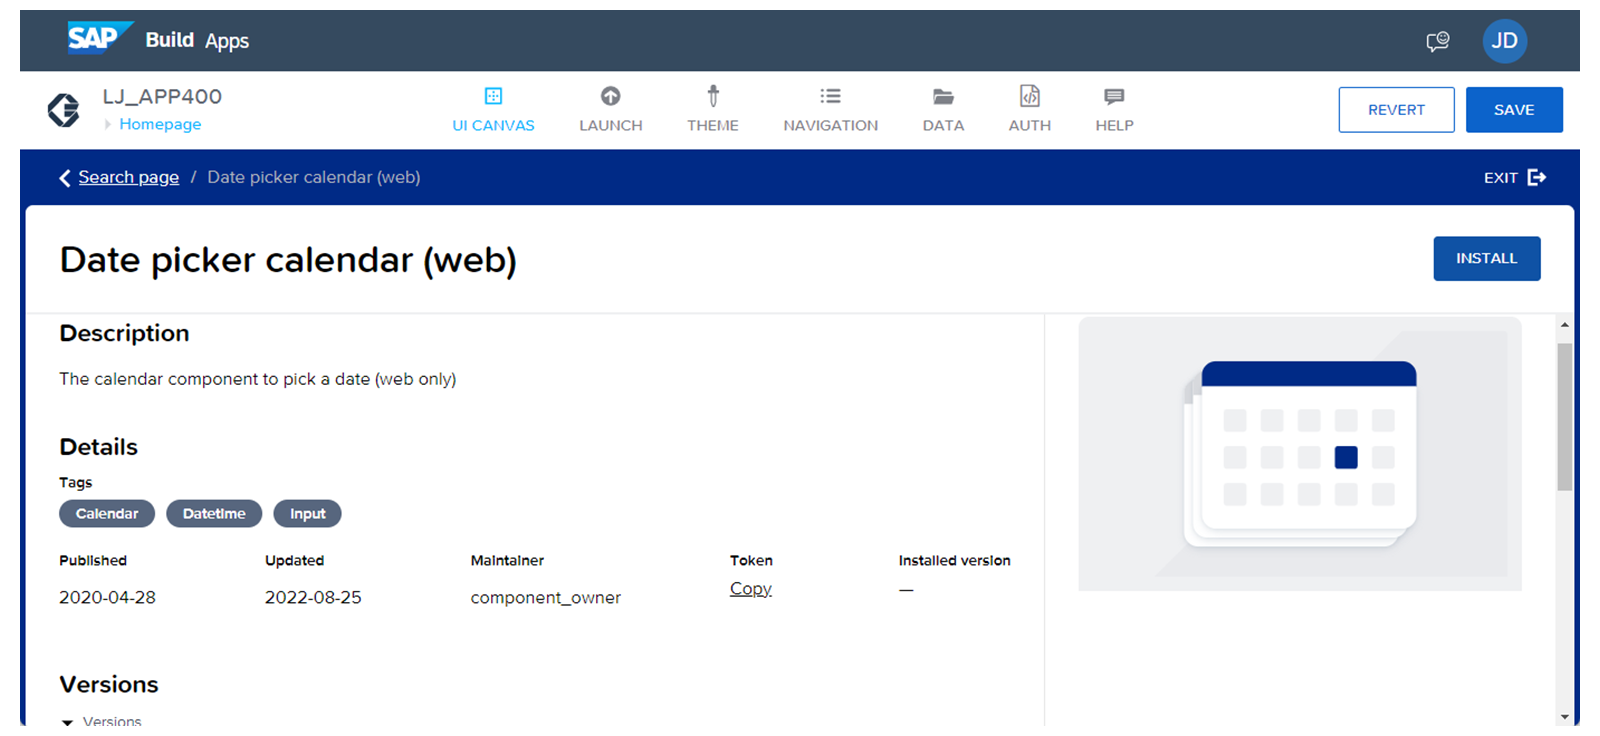 SAP Build Apps JD
LJ_APP400
Homepage
UI CANVAS LAUNCH THEME NAVIGATION DATA AUTH HELP
REVERT SAVE
Search page / Date picker calendar (web) EXIT
Date picker calendar (web) INSTALL
Description
The calendar component to pick a date (web only)
Details
Tags
Calendar Datetime Input
Published Updated Maintainer Token Installed version
2020-04-28 2022-08-25 component_owner Copy —
Versions
Versions